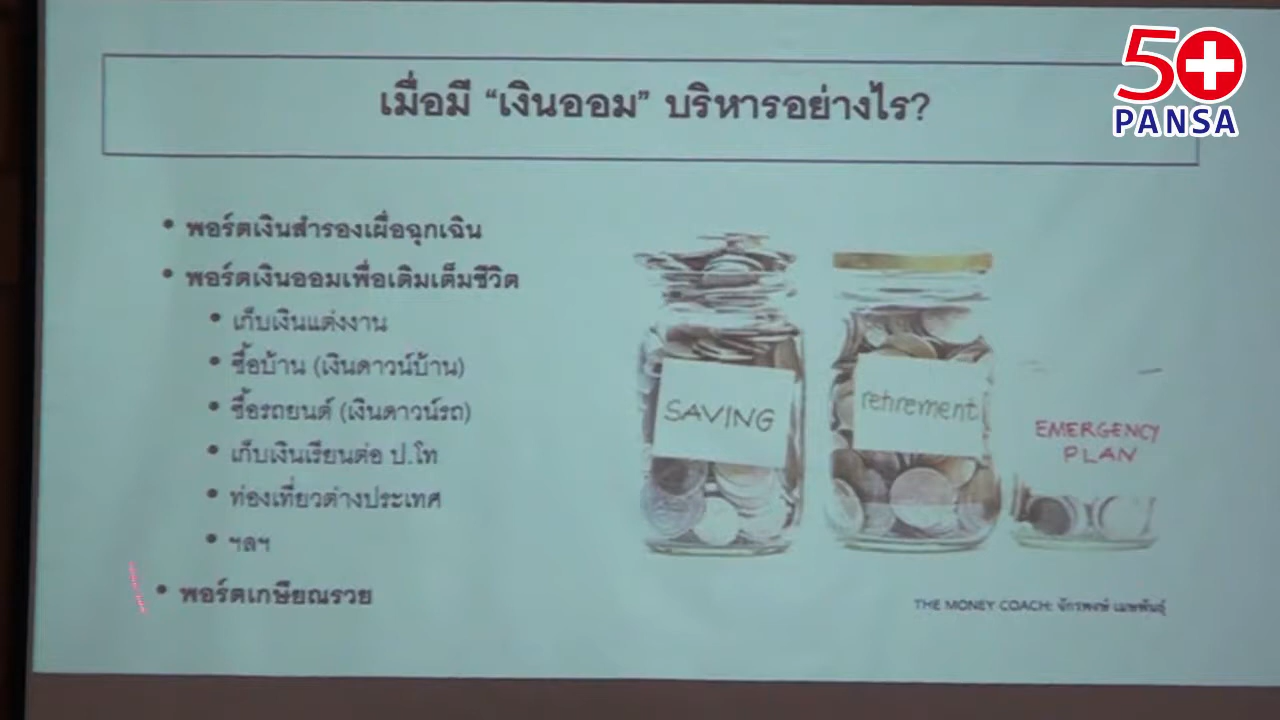 50
PANSA
เมื่อมี “เงินออม” บริหารอย่างไร?
• พอร์ตเงินสำรองเผื่อฉุกเฉิน
• พอร์ตเงินออมเพื่อเติมเต็มชีวิต
• เก็บเงินแต่งงาน
• ซื้อบ้าน (เงินดาวน์บ้าน)
• ซื้อรถยนต์ (เงินดาวน์รถ)
• เก็บเงินเรียนต่อ ป.โท
• ท่องเที่ยวต่างประเทศ
• ฯลฯ
• พอร์ตเกษียณรวย
SAVING
retirement
EMERGENCY
PLAN
THE MONEY COACH: จักรพงษ์ เมษพันธุ์